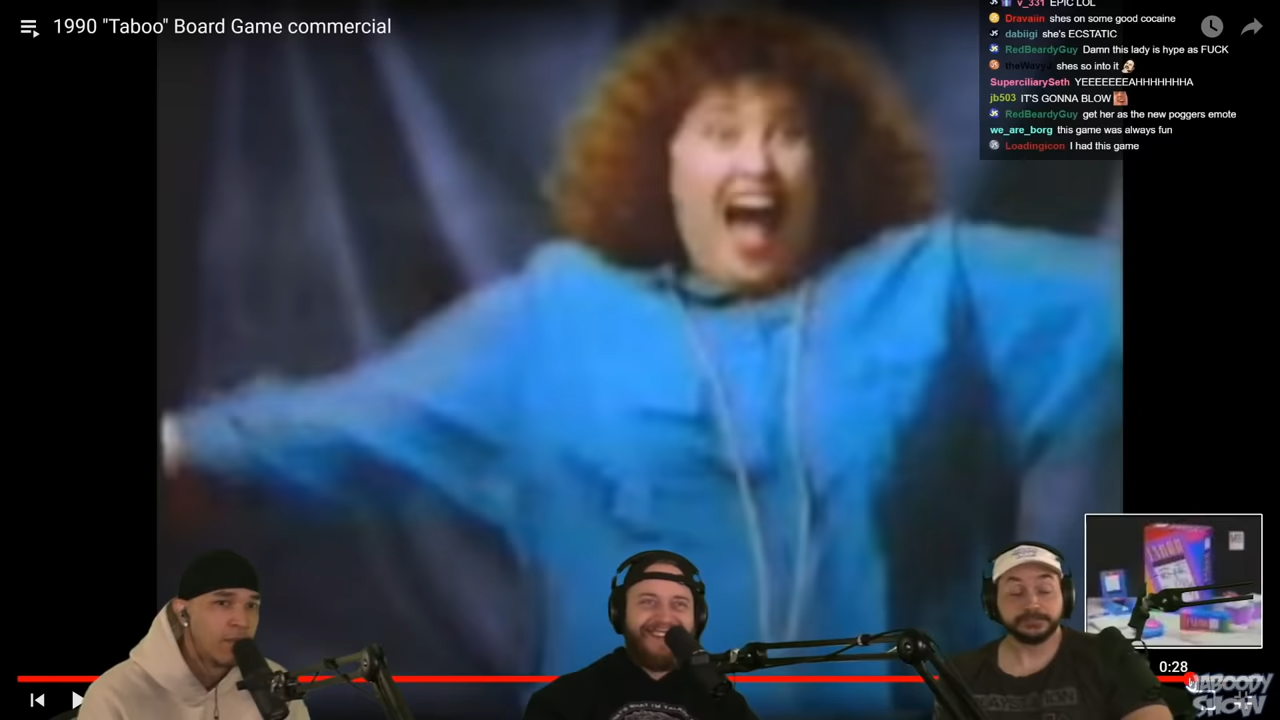 1990 "Taboo" Board Game commercial
V_331 EPIC LOL
Dravaiin shes on some good cocaine
dabiigi she's ECSTATIC
RedBeardyGuy Damn this lady is hype as FUCK
shes so into it
SuperciliarySeth YEEEEEEEAHHHHHHHA
jb503 IT'S GONNA BLOW
RedBeardyGuy get her as the new poggers emote
we_are_borg this game was always fun
Loadingicon I had this game
0:28
SHOW